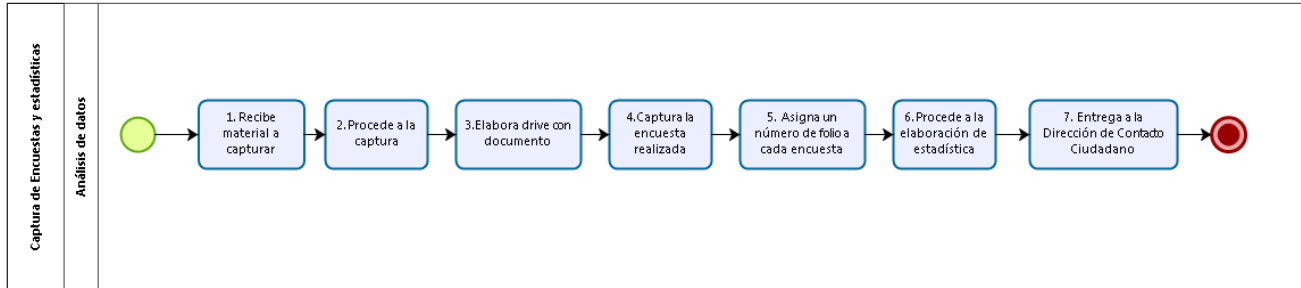 Captura de Encuestas y estadísticas
Análisis de datos
1. Recibe
material a
capturar
2.Procede a la
captura
3.Elabora drive con
documento
4.Captura la
encuesta
realizada
5. Asigna un
número de folio a
cada encuesta
6.Procede a la
elaboración de
estadística
7. Entrega a la
Dirección de Contacto
Ciudadano